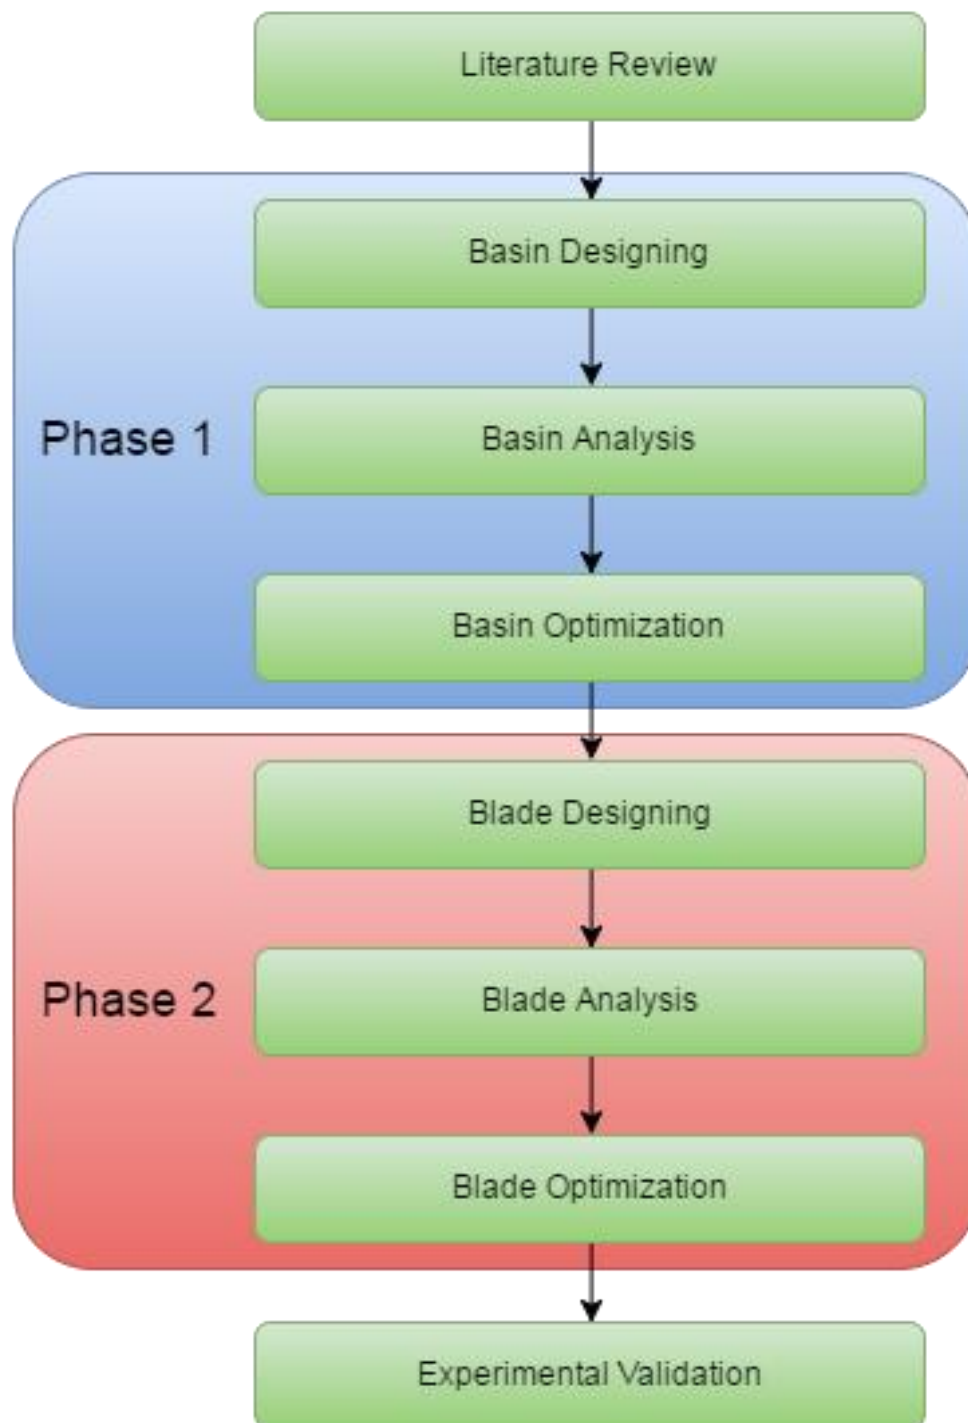 Literature Review
Phase 1
Basin Designing
Basin Analysis
Basin Optimization
Phase 2
Blade Designing
Blade Analysis
Blade Optimization
Experimental Validation